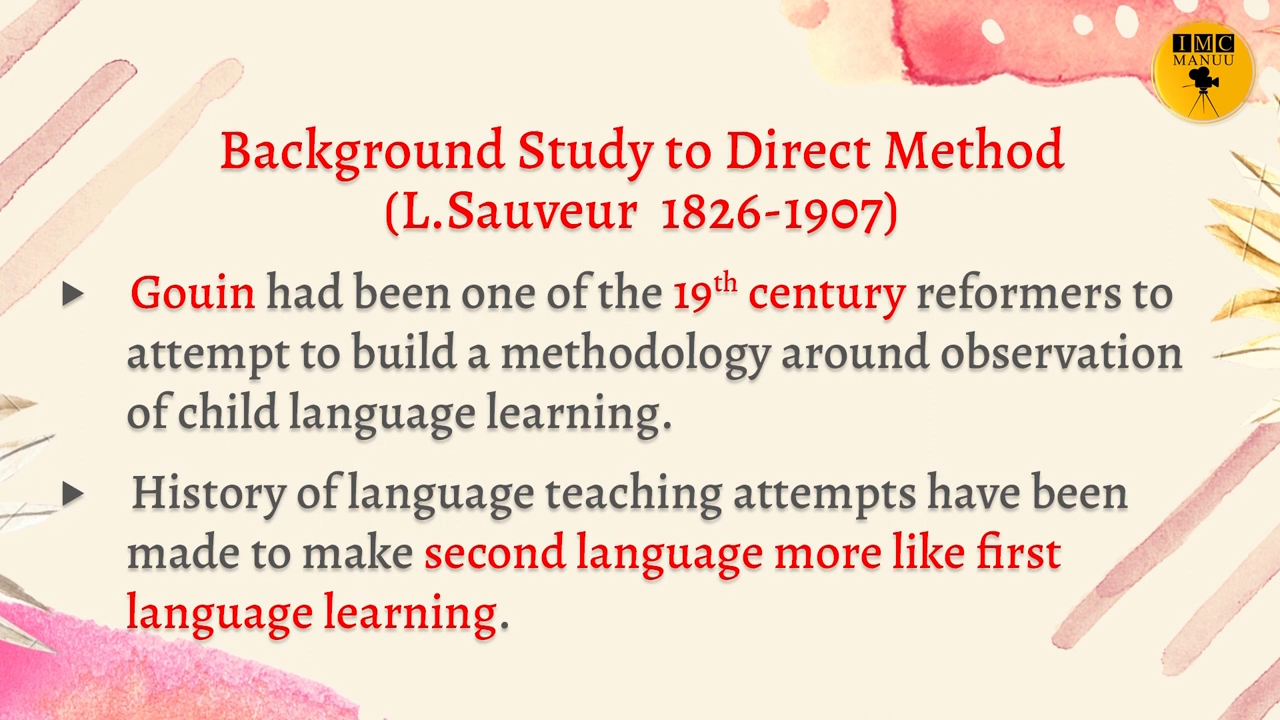 IMC
MANUU
Background Study to Direct Method
(L.Sauveur 1826-1907)
Gouin had been one of the 19th century reformers to
attempt to build a methodology around observation
of child language learning.
History of language teaching attempts have been
made to make second language more like first
language learning.